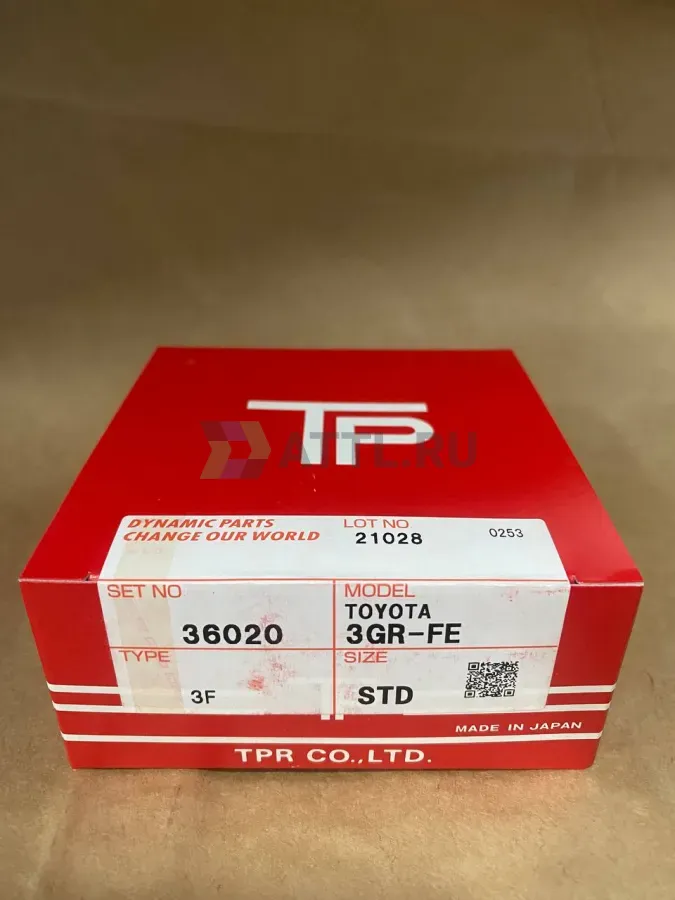 TP
ATTL.RU
DYNAMIC PARTS
CHANGE OUR WORLD
LOT NO
21028
0253
SET NO
36020
MODEL
TOYOTA
3GR-FE
TYPE
3F
SIZE
STD
MADE IN JAPAN
TPR CO.,LTD.